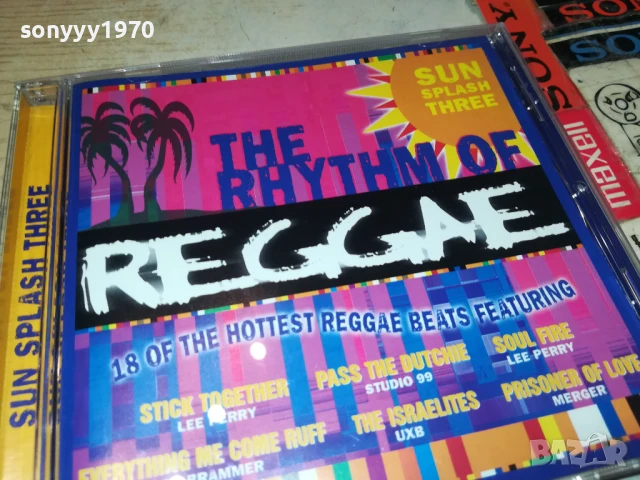 sonyyy1970
SUN SPLASH THREE
SUN
SPLASH
THREE
THE
RHYTHM OF
REGGAE
18 OF THE HOTTEST REGGAE BEATS FEATURING
STICK TOGETHER
LEE PERRY
PASS THE DUTCHIE
STUDIO 99
SOUL FIRE
LEE PERRY
EVERYTHING ME COME RUFF
BRAMMER
THE ISRAELITES
UXB
PRISONER OF LOVE
MERGER
SONY
maxell
BAZAR